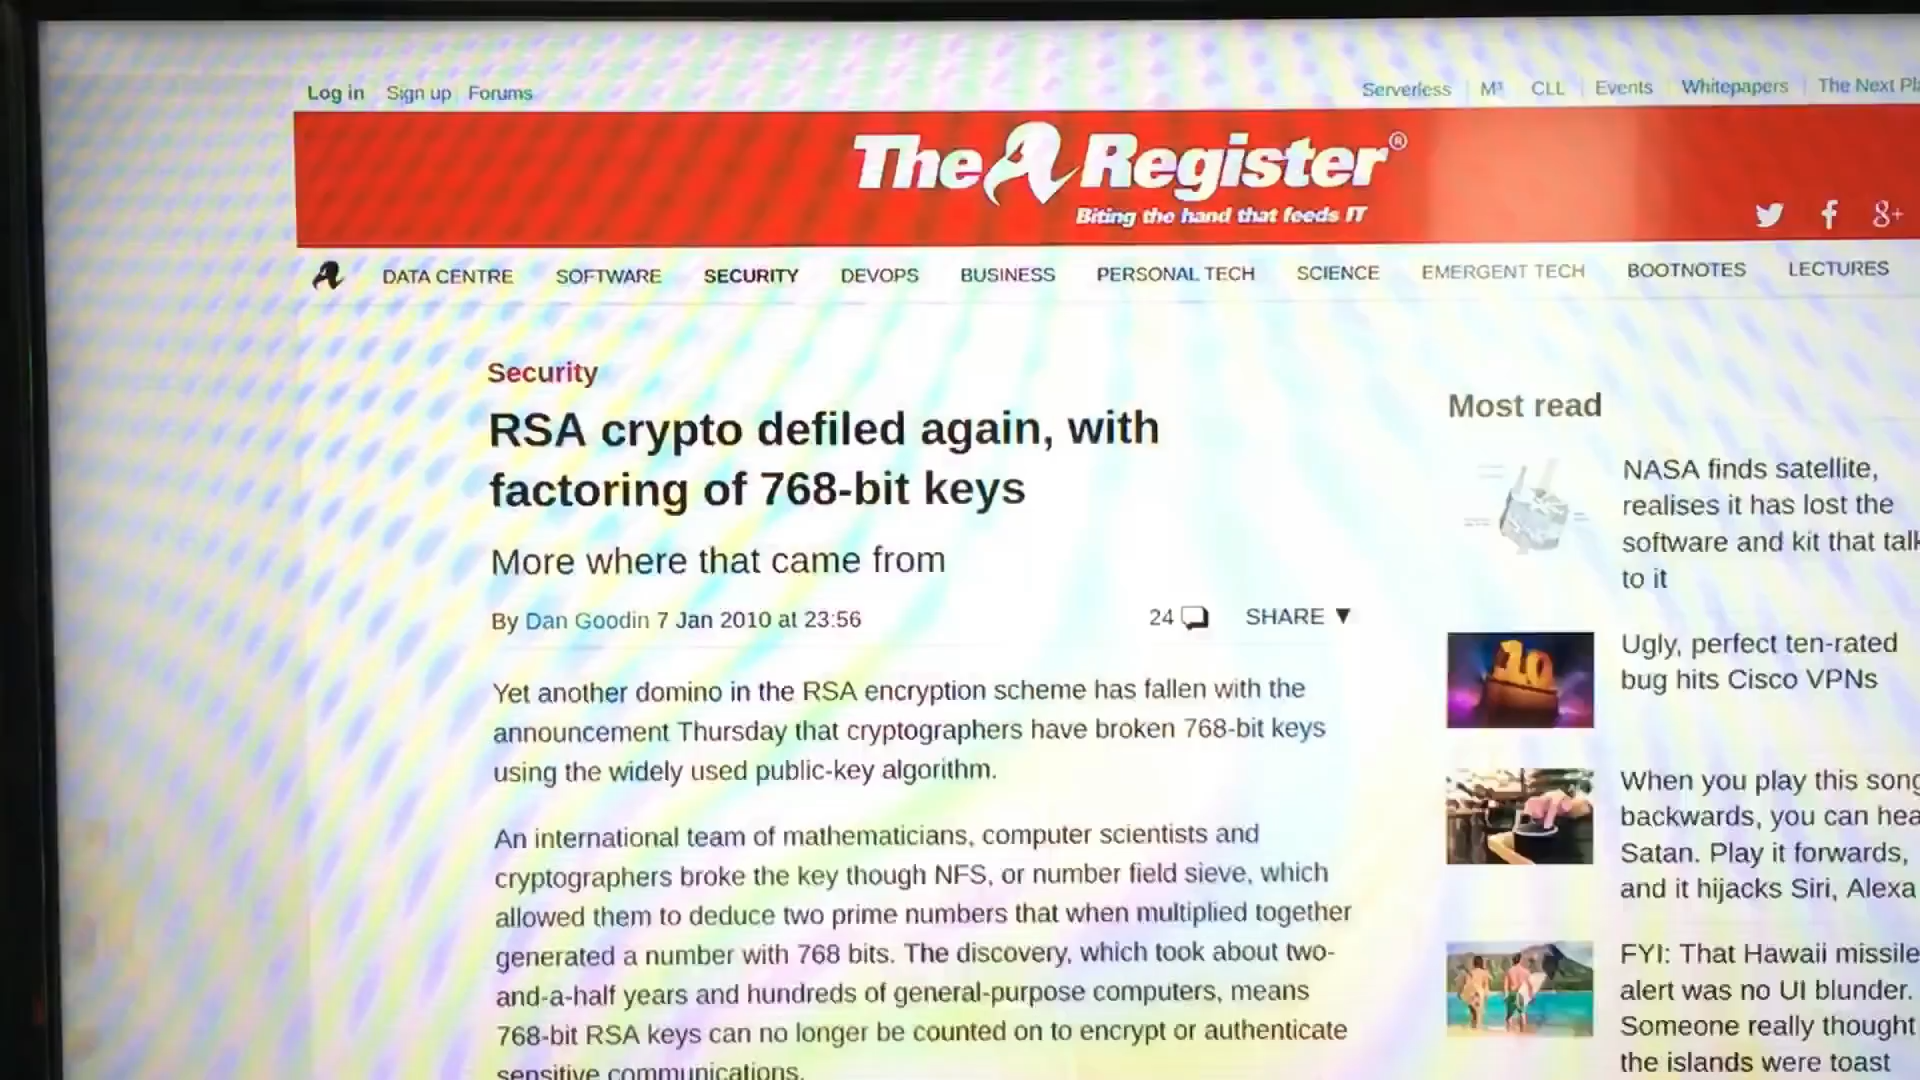 Log in Sign up Forums
Serverless M³ CLL Events Whitepapers The Next
The Register®
Biting the hand that feeds IT
DATA CENTRE SOFTWARE SECURITY DEVOPS BUSINESS PERSONAL TECH SCIENCE EMERGENT TECH BOOTNOTES LECTURES
Security
RSA crypto defiled again, with
factoring of 768-bit keys
More where that came from
By Dan Goodin 7 Jan 2010 at 23:56
24 SHARE ▼
Yet another domino in the RSA encryption scheme has fallen with the
announcement Thursday that cryptographers have broken 768-bit keys
using the widely used public-key algorithm.
An international team of mathematicians, computer scientists and
cryptographers broke the key though NFS, or number field sieve, which
allowed them to deduce two prime numbers that when multiplied together
generated a number with 768 bits. The discovery, which took about two-
and-a-half years and hundreds of general-purpose computers, means
768-bit RSA keys can no longer be counted on to encrypt or authenticate
sensitive communications.
Most read
NASA finds satellite,
realises it has lost the
software and kit that
to it
10
Ugly, perfect ten-rated
bug hits Cisco VPNs
When you play this song
backwards, you can
Satan. Play it forwards,
and it hijacks Siri, Alexa
FYI: That Hawaii missile
alert was no UI blunder.
Someone really thought
the islands were toast